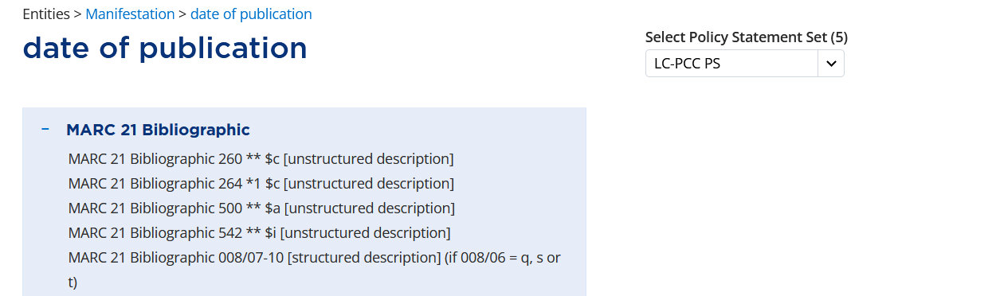 Entities > Manifestation > date of publication
date of publication
Select Policy Statement Set (5)
LC-PCC PS
− MARC 21 Bibliographic
MARC 21 Bibliographic 260 ** $c [unstructured description]
MARC 21 Bibliographic 264 *1 $c [unstructured description]
MARC 21 Bibliographic 500 ** $a [unstructured description]
MARC 21 Bibliographic 542 ** $i [unstructured description]
MARC 21 Bibliographic 008/07-10 [structured description] (if 008/06 = q, s or
t)